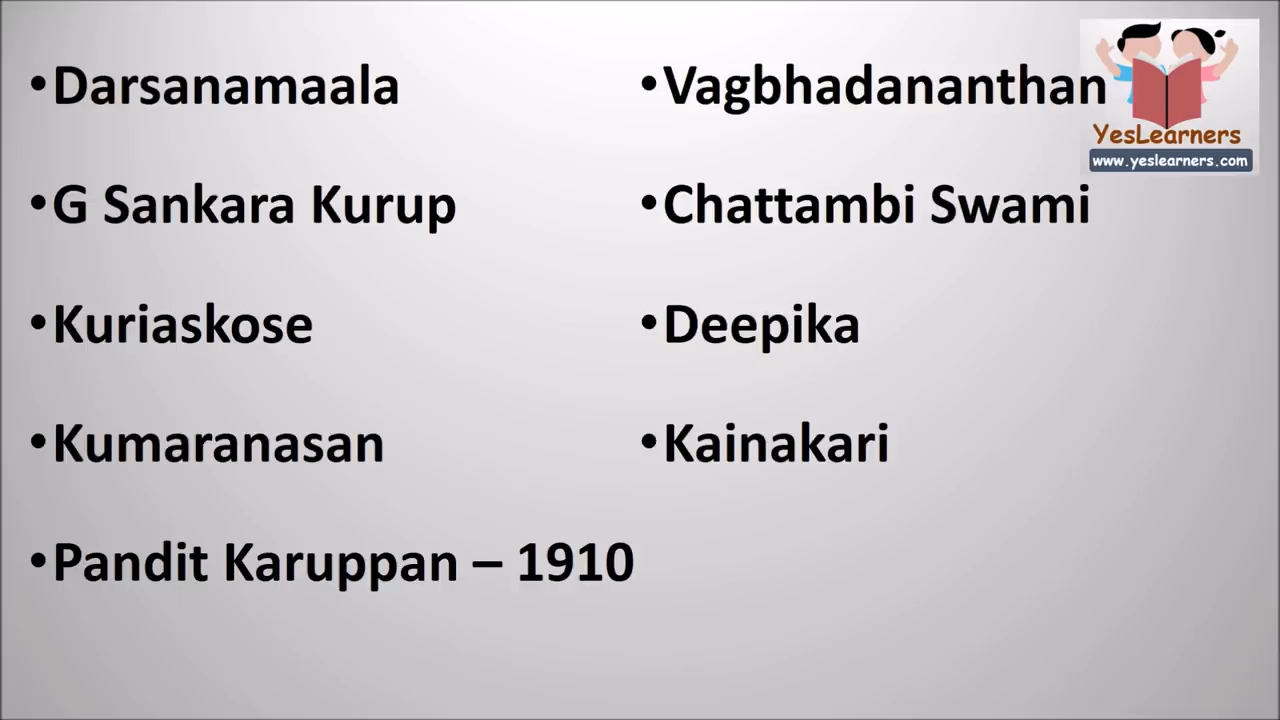 •Darsanamaala
•G Sankara Kurup
•Kuriaskose
•Kumaranasan
•Pandit Karuppan – 1910
•Vagbhadananthan
•Chattambi Swami
•Deepika
•Kainakari
YesLearners
www.yeslearners.com